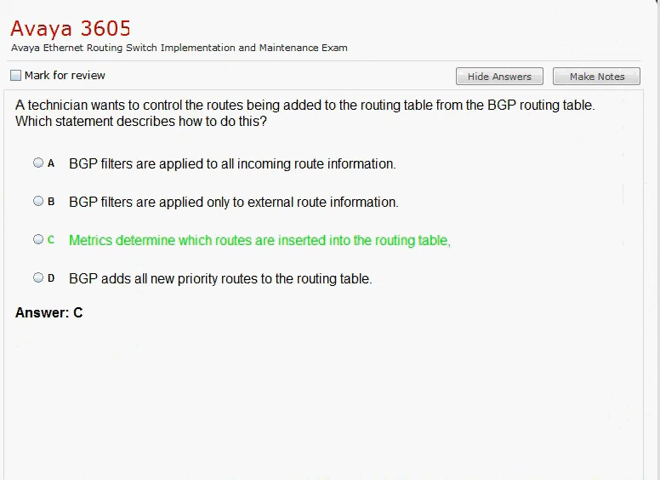 Avaya 3605
Avaya Ethernet Routing Switch Implementation and Maintenance Exam
Mark for review
Hide Answers
Make Notes
A technician wants to control the routes being added to the routing table from the BGP routing table.
Which statement describes how to do this?
A BGP filters are applied to all incoming route information.
B BGP filters are applied only to external route information.
C Metrics determine which routes are inserted into the routing table,
D BGP adds all new priority routes to the routing table.
Answer: C